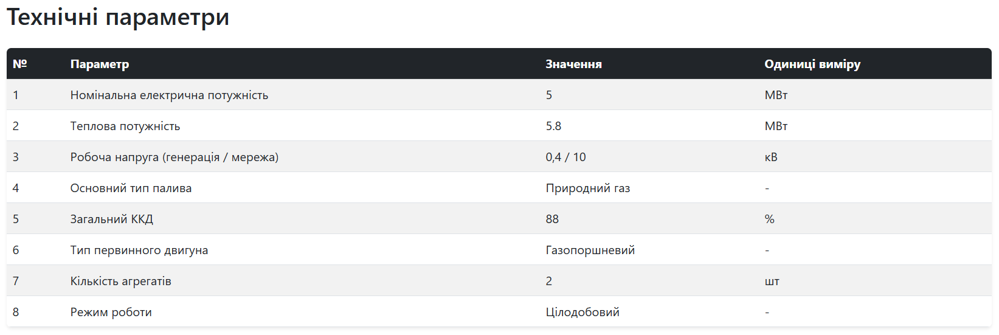 Технічні параметри
№ Параметр Значення Одиниці виміру
1 Номінальна електрична потужність 5 МВт
2 Теплова потужність 5.8 МВт
3 Робоча напруга (генерація / мережа) 0,4 / 10 кВ
4 Основний тип палива Природний газ -
5 Загальний ККД 88 %
6 Тип первинного двигуна Газопоршневий -
7 Кількість агрегатів 2 шт
8 Режим роботи Цілодобовий -